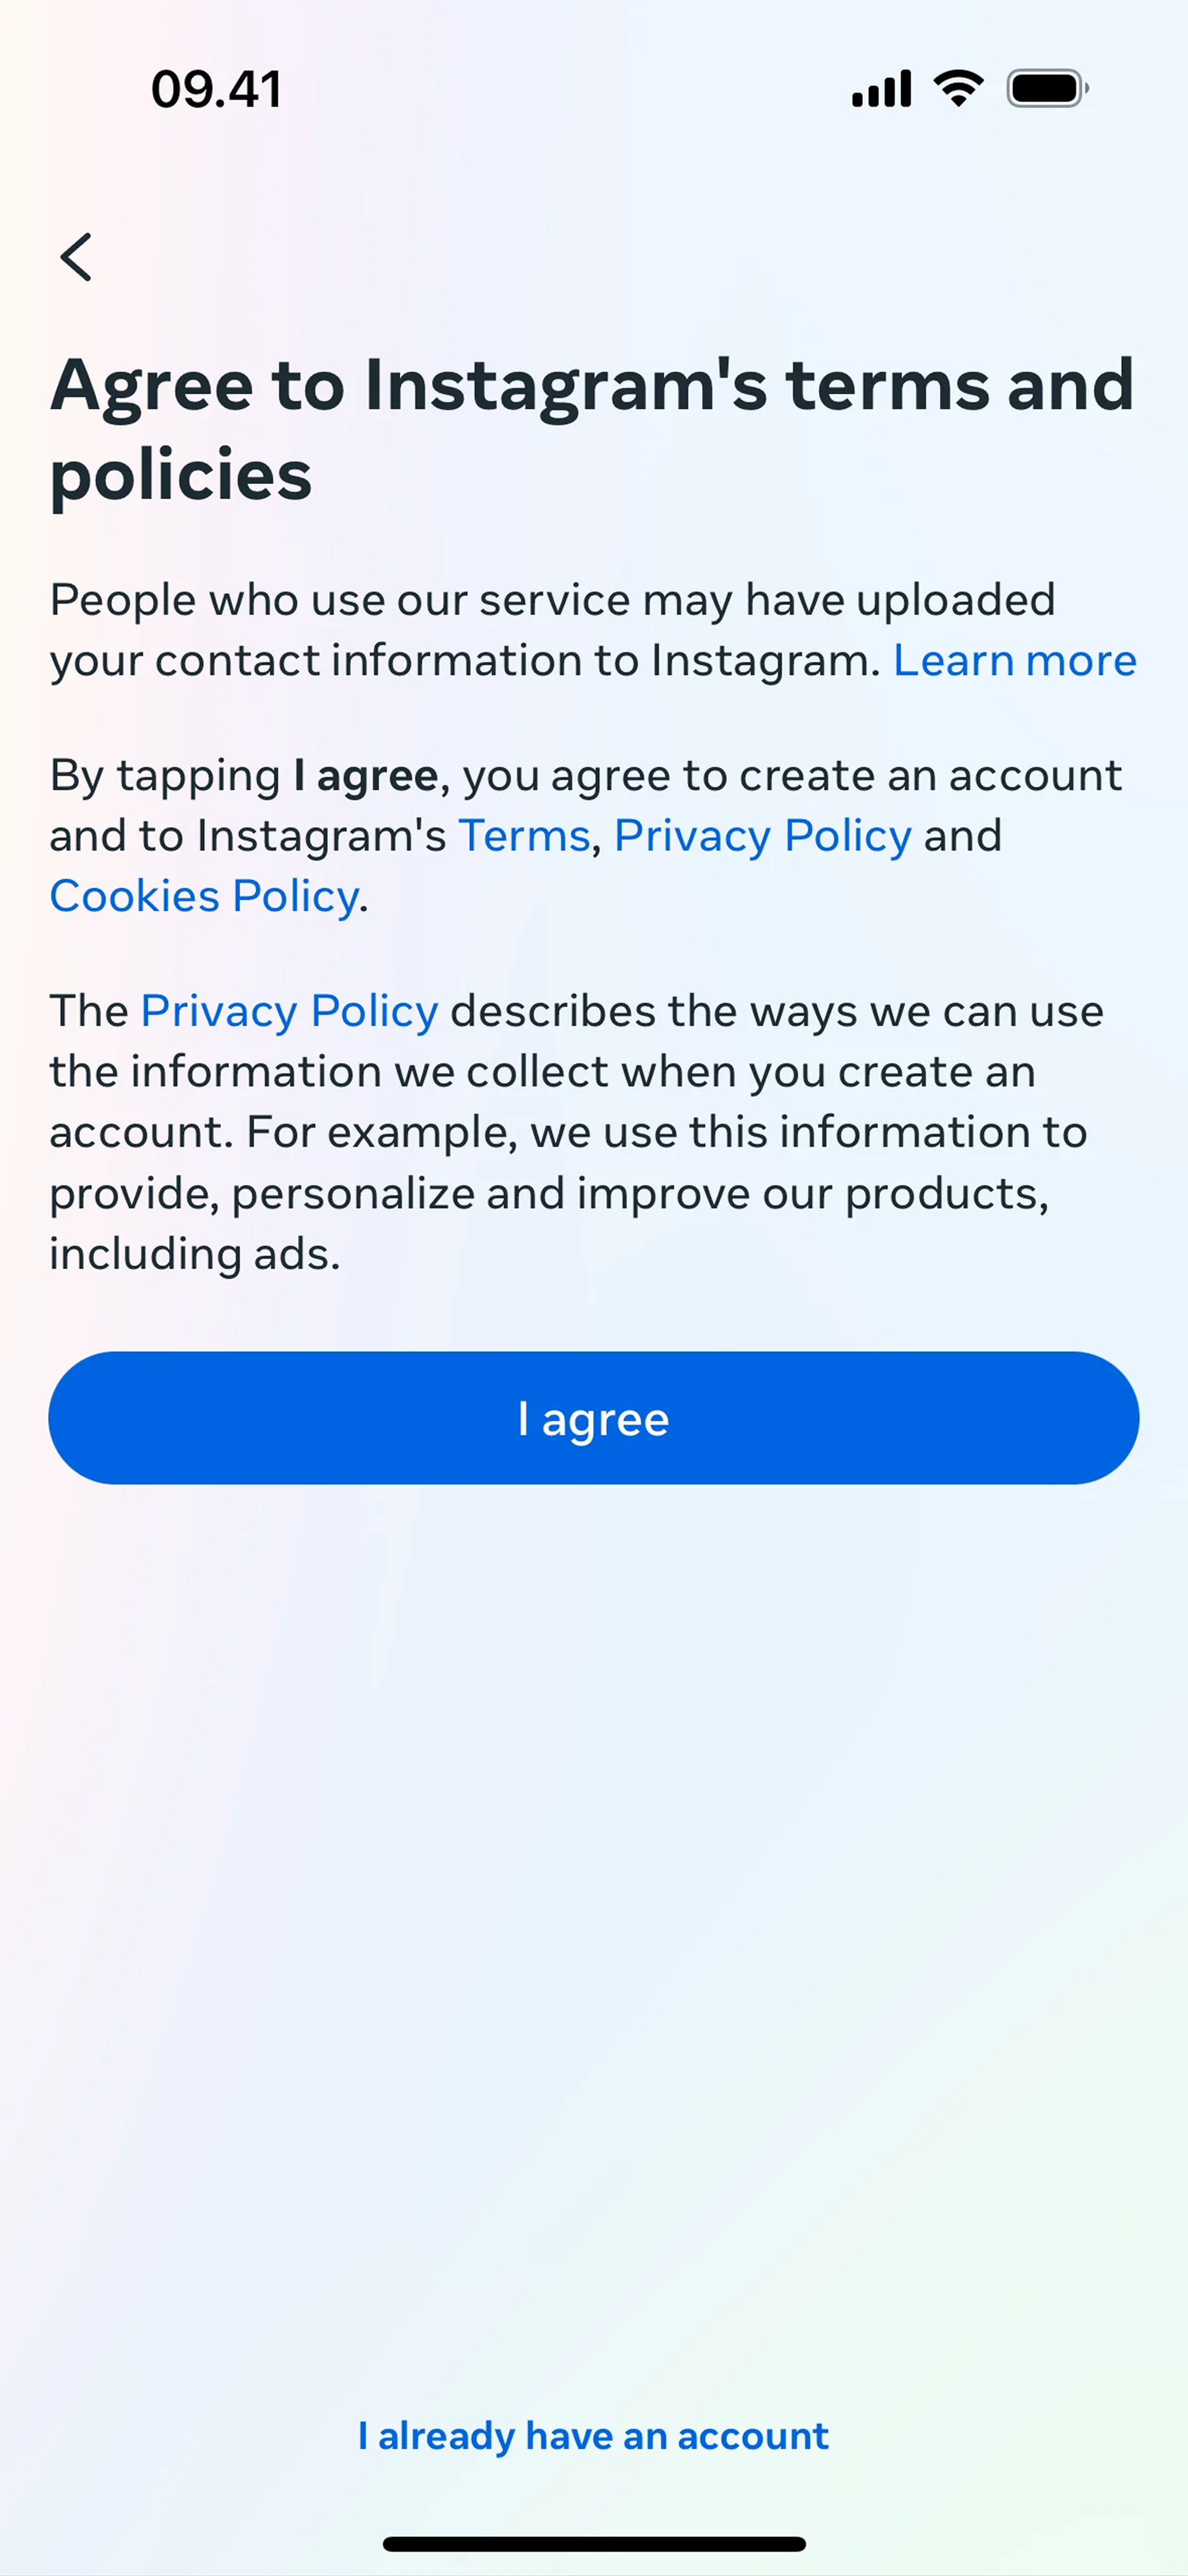 09.41
Agree to Instagram's terms and
policies
People who use our service may have uploaded
your contact information to Instagram. Learn more
By tapping I agree, you agree to create an account
and to Instagram's Terms, Privacy Policy and
Cookies Policy.
The Privacy Policy describes the ways we can use
the information we collect when you create an
account. For example, we use this information to
provide, personalize and improve our products,
including ads.
I agree
I already have an account